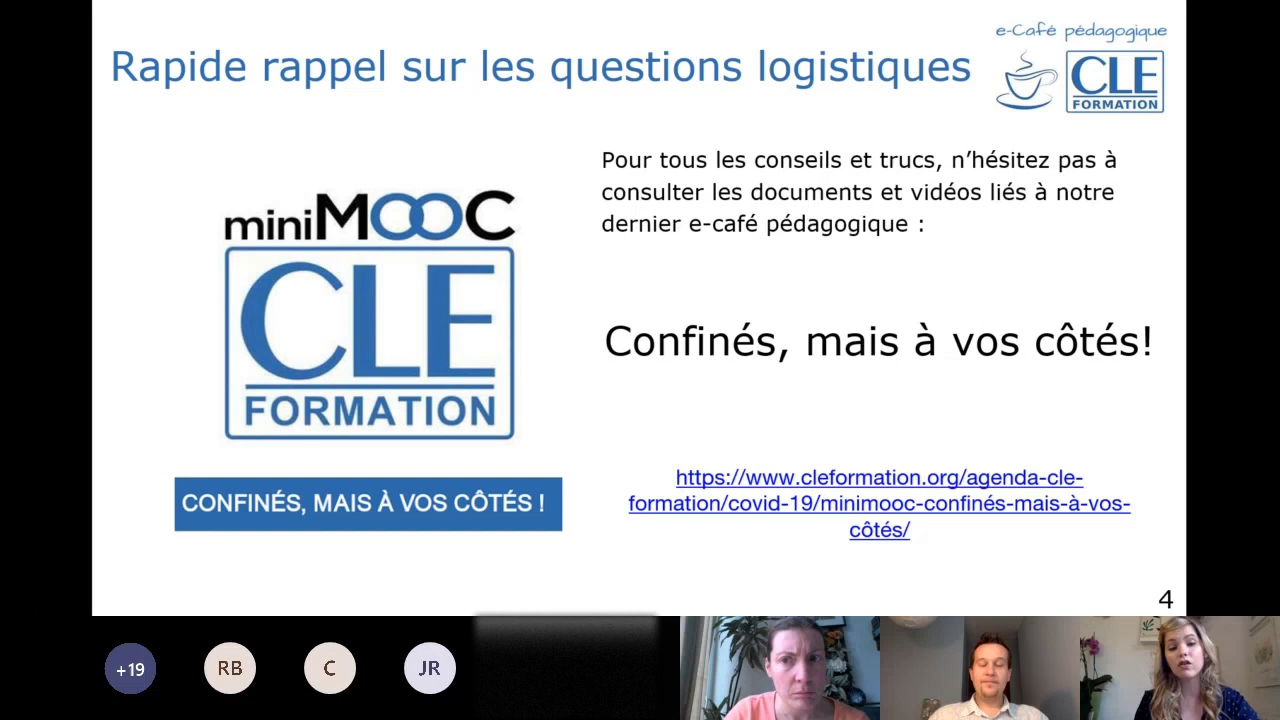 Rapide rappel sur les questions logistiques
e-Café pédagogique
CLE
FORMATION
miniMOOC
CLE
FORMATION
CONFINÉS, MAIS À VOS CÔTÉS !
Pour tous les conseils et trucs, n’hésitez pas à
consulter les documents et vidéos liés à notre
dernier e-café pédagogique :
Confinés, mais à vos côtés!
https://www.cleformation.org/agenda-cle-
formation/covid-19/minimooc-confinés-mais-à-vos-
côtés/
4
+19
RB
C
JR